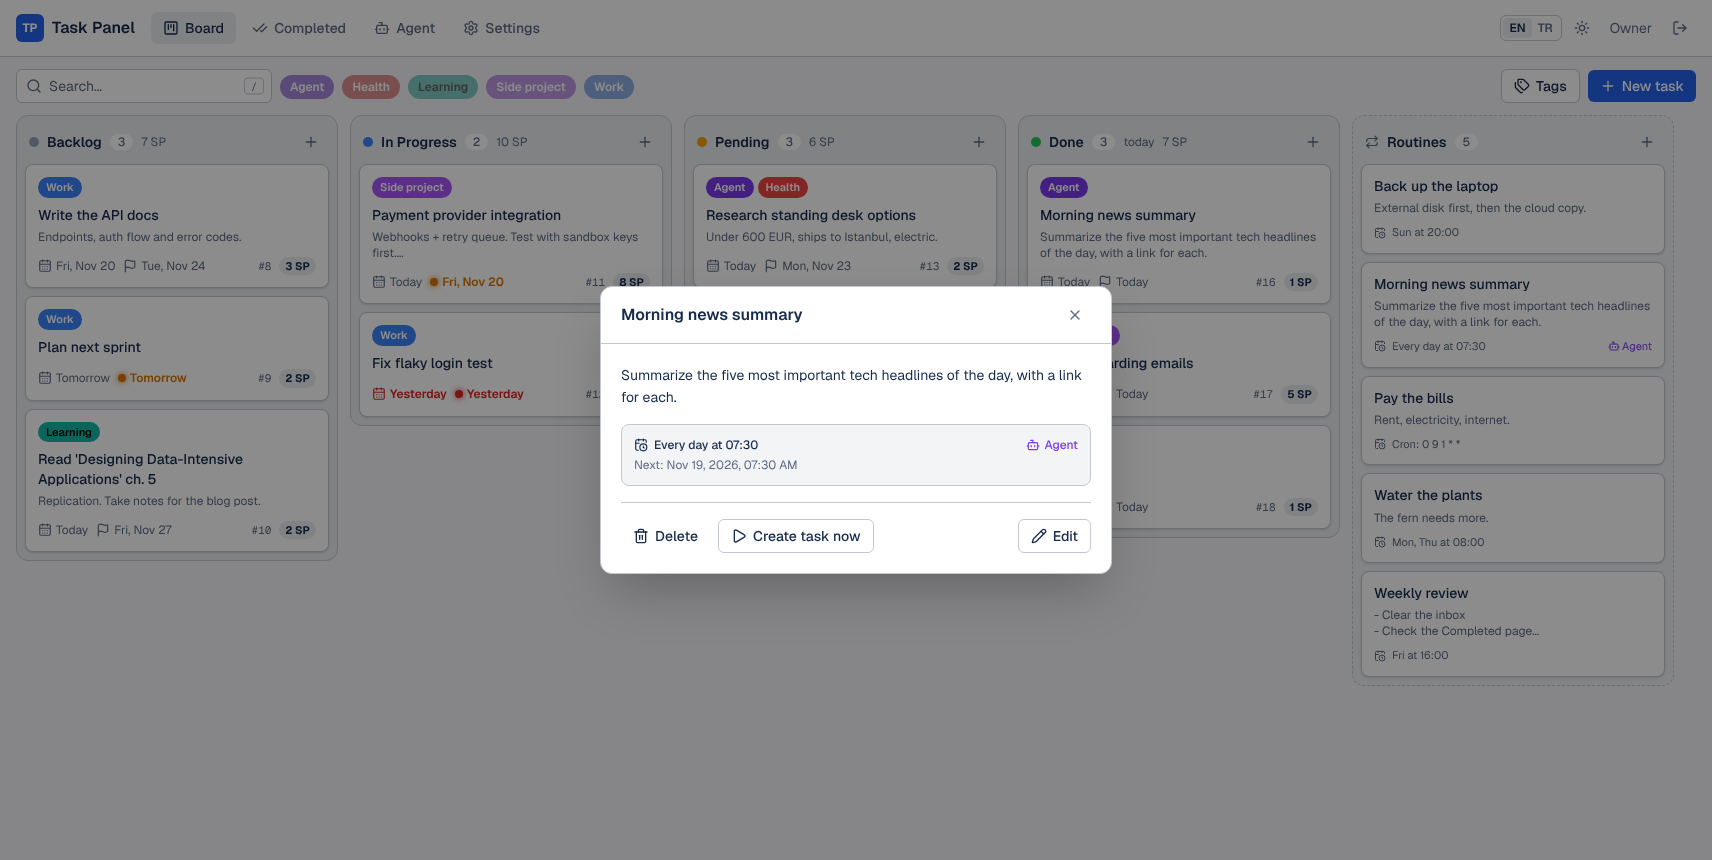 TP Task Panel Board Completed Agent Settings EN TR Owner
Search... / Agent Health Learning Side project Work Tags New task
Backlog 3 7 SP
Work
Write the API docs
Endpoints, auth flow and error codes.
Fri, Nov 20 Tue, Nov 24 #8 3 SP
Work
Plan next sprint
Tomorrow Tomorrow #9 2 SP
Learning
Read 'Designing Data-Intensive
Applications' ch. 5
Replication. Take notes for the blog post.
Today Fri, Nov 27 #10 2 SP
In Progress 2 10 SP
Side project
Payment provider integration
Webhooks + retry queue. Test with sandbox keys
first....
Today Fri, Nov 20 #11 8 SP
Work
Fix flaky login test
Yesterday Yesterday
Pending 3 6 SP
Agent Health
Research standing desk options
Under 600 EUR, ships to Istanbul, electric.
Today Mon, Nov 23 #13 2 SP
Done 3 today 7 SP
Agent
Morning news summary
Summarize the five most important tech headlines
of the day, with a link for each.
Today Today #16 1 SP
emails
Today #17 5 SP
Today #18 1 SP
Routines 5
Back up the laptop
External disk first, then the cloud copy.
Sun at 20:00
Morning news summary
Summarize the five most important tech headlines
of the day, with a link for each.
Every day at 07:30 Agent
Pay the bills
Rent, electricity, internet.
Cron: 0 9 1 * *
Water the plants
The fern needs more.
Mon, Thu at 08:00
Weekly review
- Clear the inbox
- Check the Completed page...
Fri at 16:00
Morning news summary
Summarize the five most important tech headlines of the day, with a link
for each.
Every day at 07:30 Agent
Next: Nov 19, 2026, 07:30 AM
Delete Create task now Edit